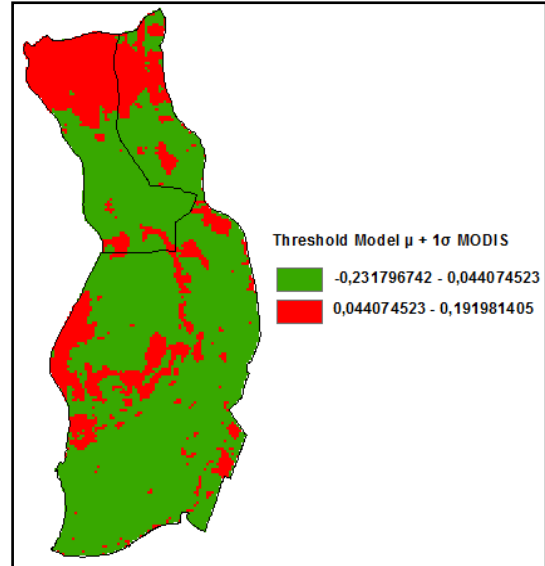 Threshold Model μ + 1σ MODIS
-0,231796742 - 0,044074523
0,044074523 - 0,191981405